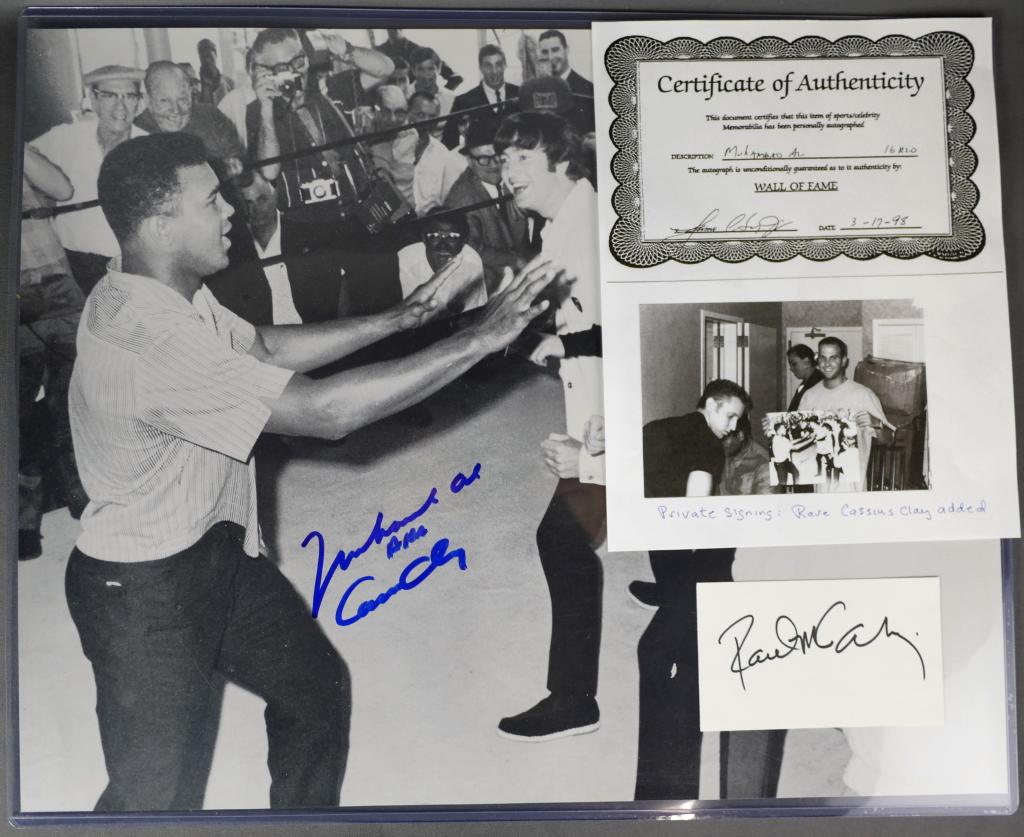 Certificate of Authenticity
This document certifies that this item of sports/celebrity
Memorabilia has been personally autographed
DESCRIPTION Muhammad Ali 16x20
The autograph is unconditionally guaranteed as to it authenticity by:
WALL OF FAME
DATE 3-17-98
Private Signing: Rare Cassius Clay added
Muhammad Ali
AKA
Cassius Clay
Paul McCartney